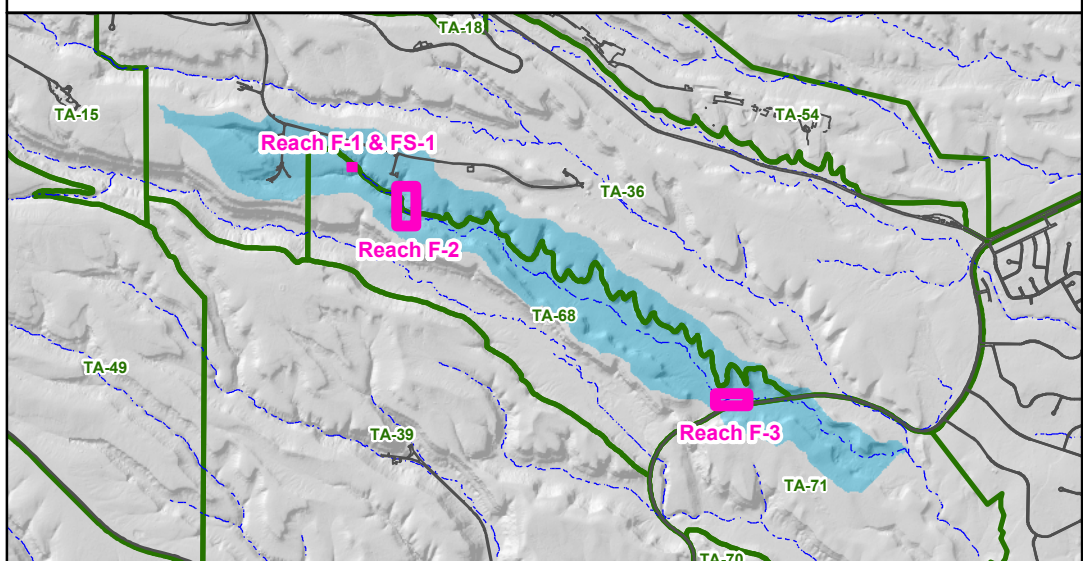 TA-18
TA-15
TA-54
Reach F-1 & FS-1
TA-36
Reach F-2
TA-68
TA-49
TA-39
Reach F-3
TA-71
TA-70